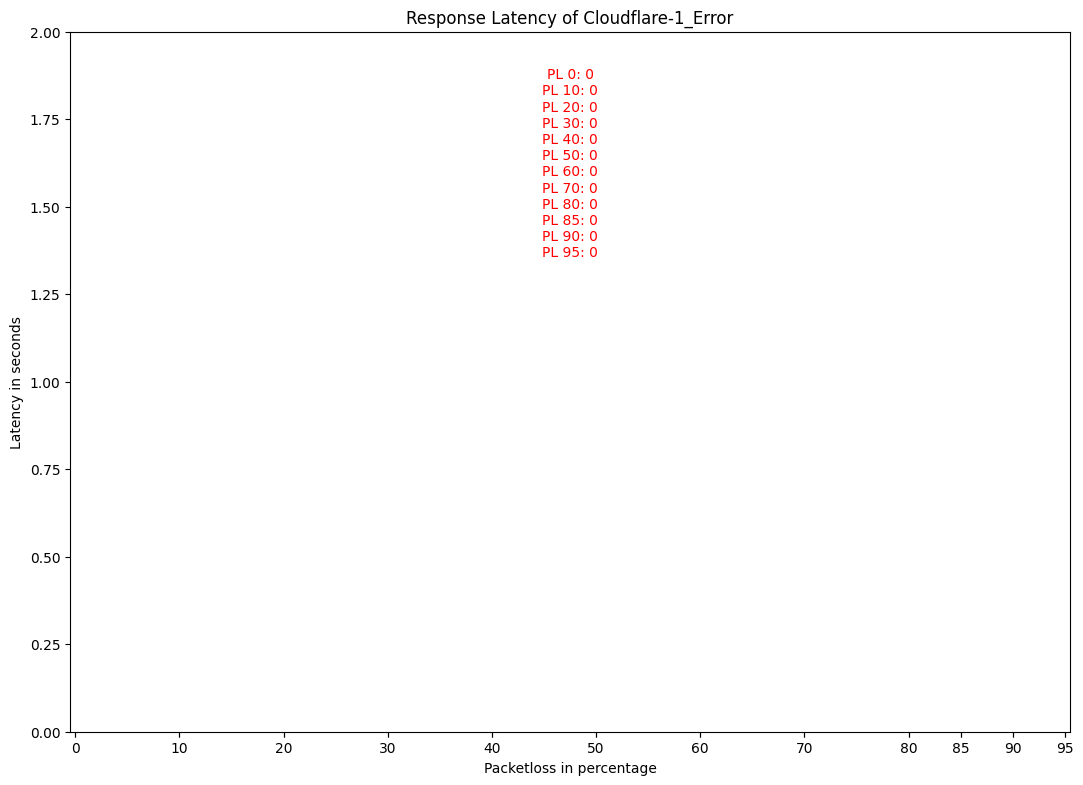 Response Latency of Cloudflare-1_Error
2.00
PL 0: 0
PL 10: 0
PL 20: 0
PL 30: 0
PL 40: 0
PL 50: 0
PL 60: 0
PL 70: 0
PL 80: 0
PL 85: 0
PL 90: 0
PL 95: 0
1.75
1.50
1.25
1.00
0.75
0.50
0.25
0.00
Latency in seconds
0 10 20 30 40 50 60 70 80 85 90 95
Packetloss in percentage